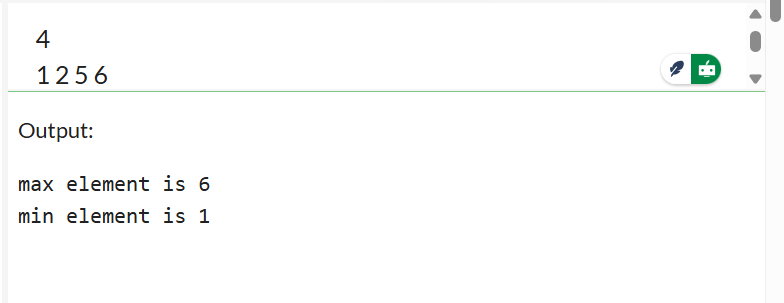 4
1 2 5 6
Output:
max element is 6
min element is 1